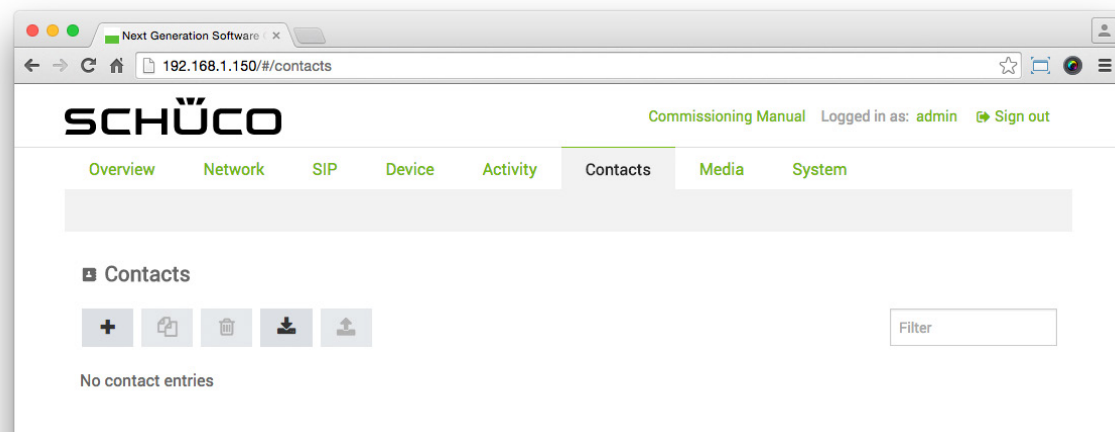 Next Generation Software
192.168.1.150/#/contacts
SCHÜCO
Commissioning Manual Logged in as: admin Sign out
Overview Network SIP Device Activity Contacts Media System
Contacts
Filter
No contact entries